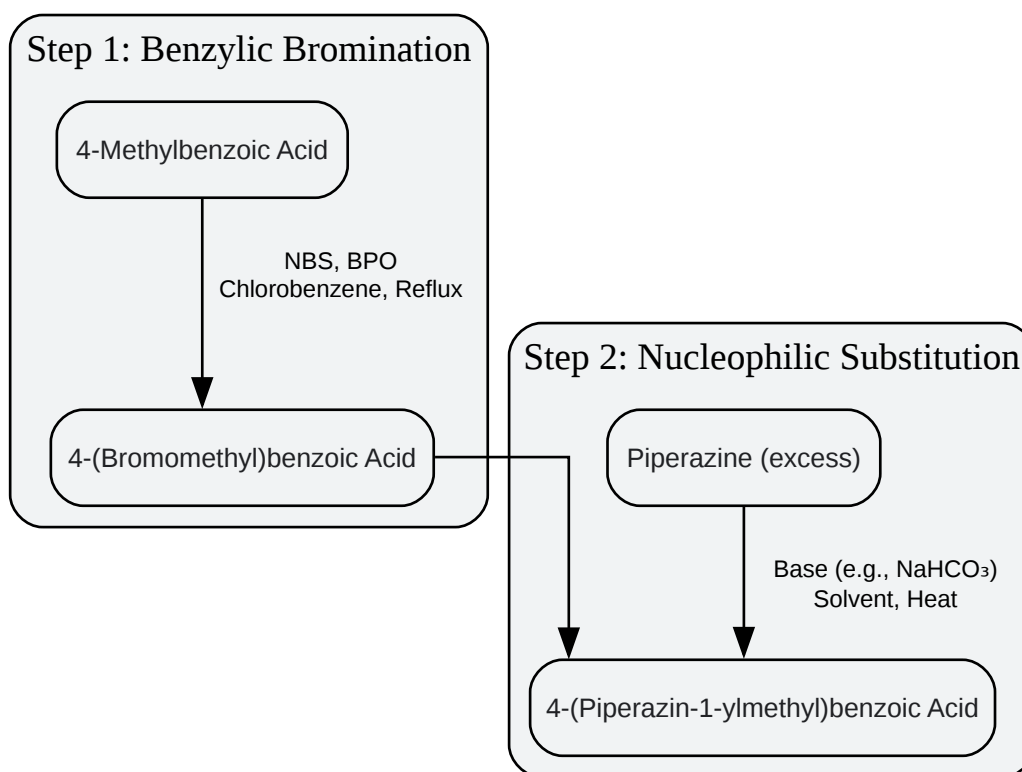 Step 1: Benzylic Bromination
4-Methylbenzoic Acid
NBS, BPO
Chlorobenzene, Reflux
4-(Bromomethyl)benzoic Acid
Step 2: Nucleophilic Substitution
Piperazine (excess)
Base (e.g., NaHCO₃)
Solvent, Heat
4-(Piperazin-1-ylmethyl)benzoic Acid